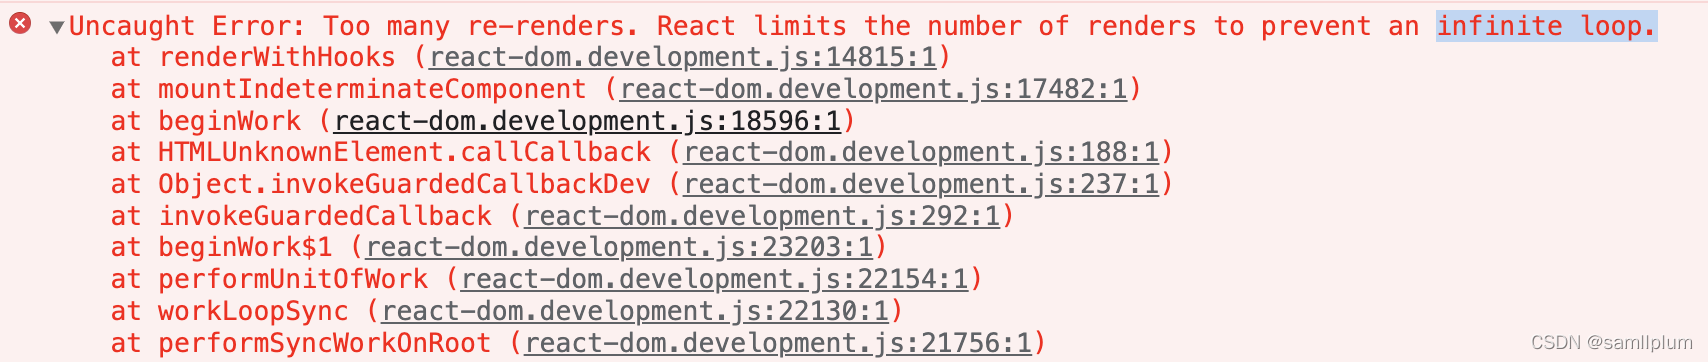 Uncaught Error: Too many re-renders. React limits the number of renders to prevent an infinite loop.
at renderWithHooks (react-dom.development.js:14815:1)
at mountIndeterminateComponent (react-dom.development.js:17482:1)
at beginWork (react-dom.development.js:18596:1)
at HTMLUnknownElement.callCallback (react-dom.development.js:188:1)
at Object.invokeGuardedCallbackDev (react-dom.development.js:237:1)
at invokeGuardedCallback (react-dom.development.js:292:1)
at beginWork$1 (react-dom.development.js:23203:1)
at performUnitOfWork (react-dom.development.js:22154:1)
at workLoopSync (react-dom.development.js:22130:1)
at performSyncWorkOnRoot (react-dom.development.js:21756:1)
CSDN @samllplum